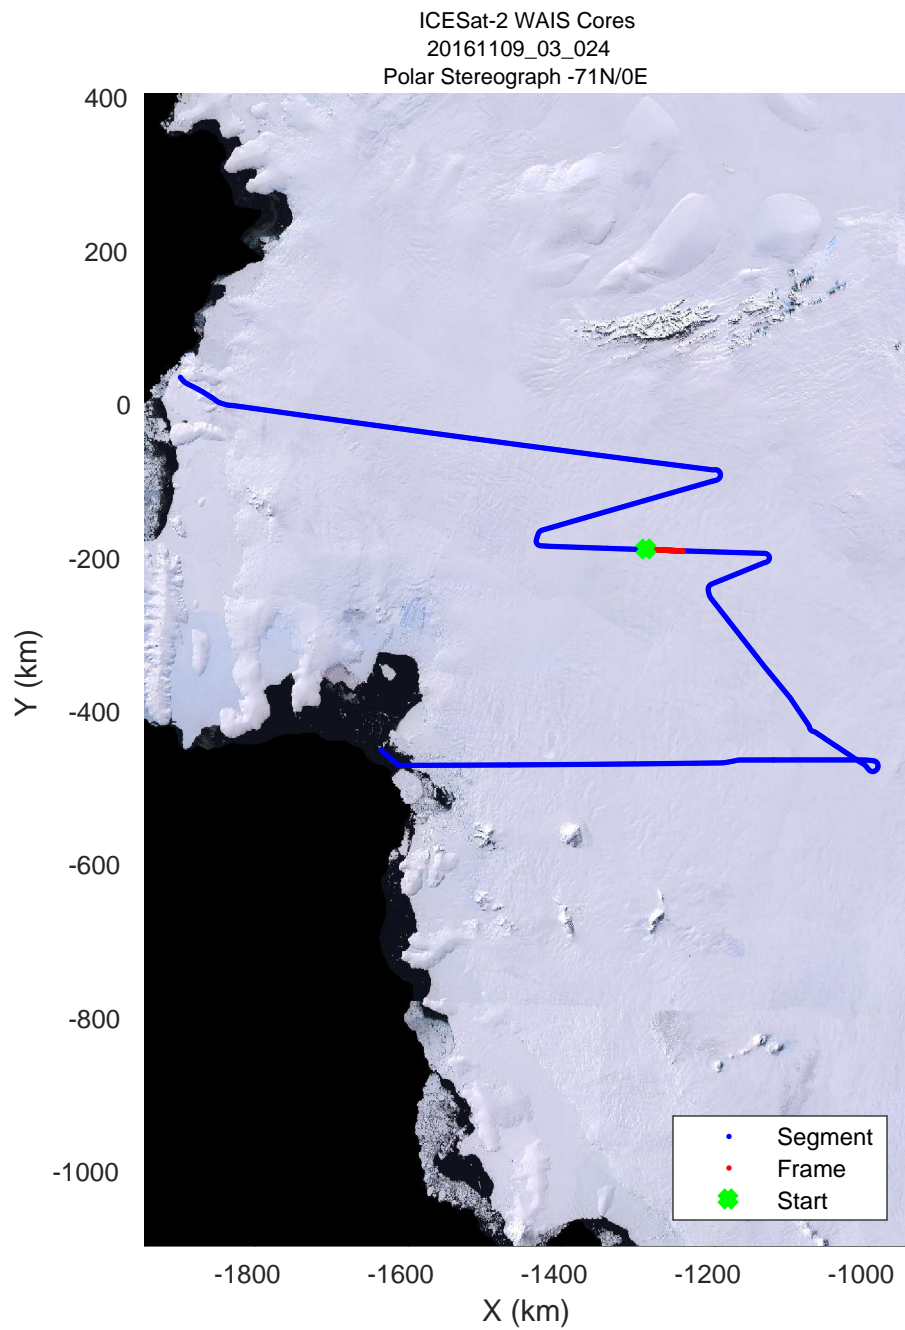 ICESat-2 WAIS Cores
20161109_03_024
Polar Stereograph -71N/0E
400
200
0
-200
-400
-600
-800
-1000
Y (km)
-1800
-1600
-1400
-1200
-1000
X (km)
Segment
Frame
Start